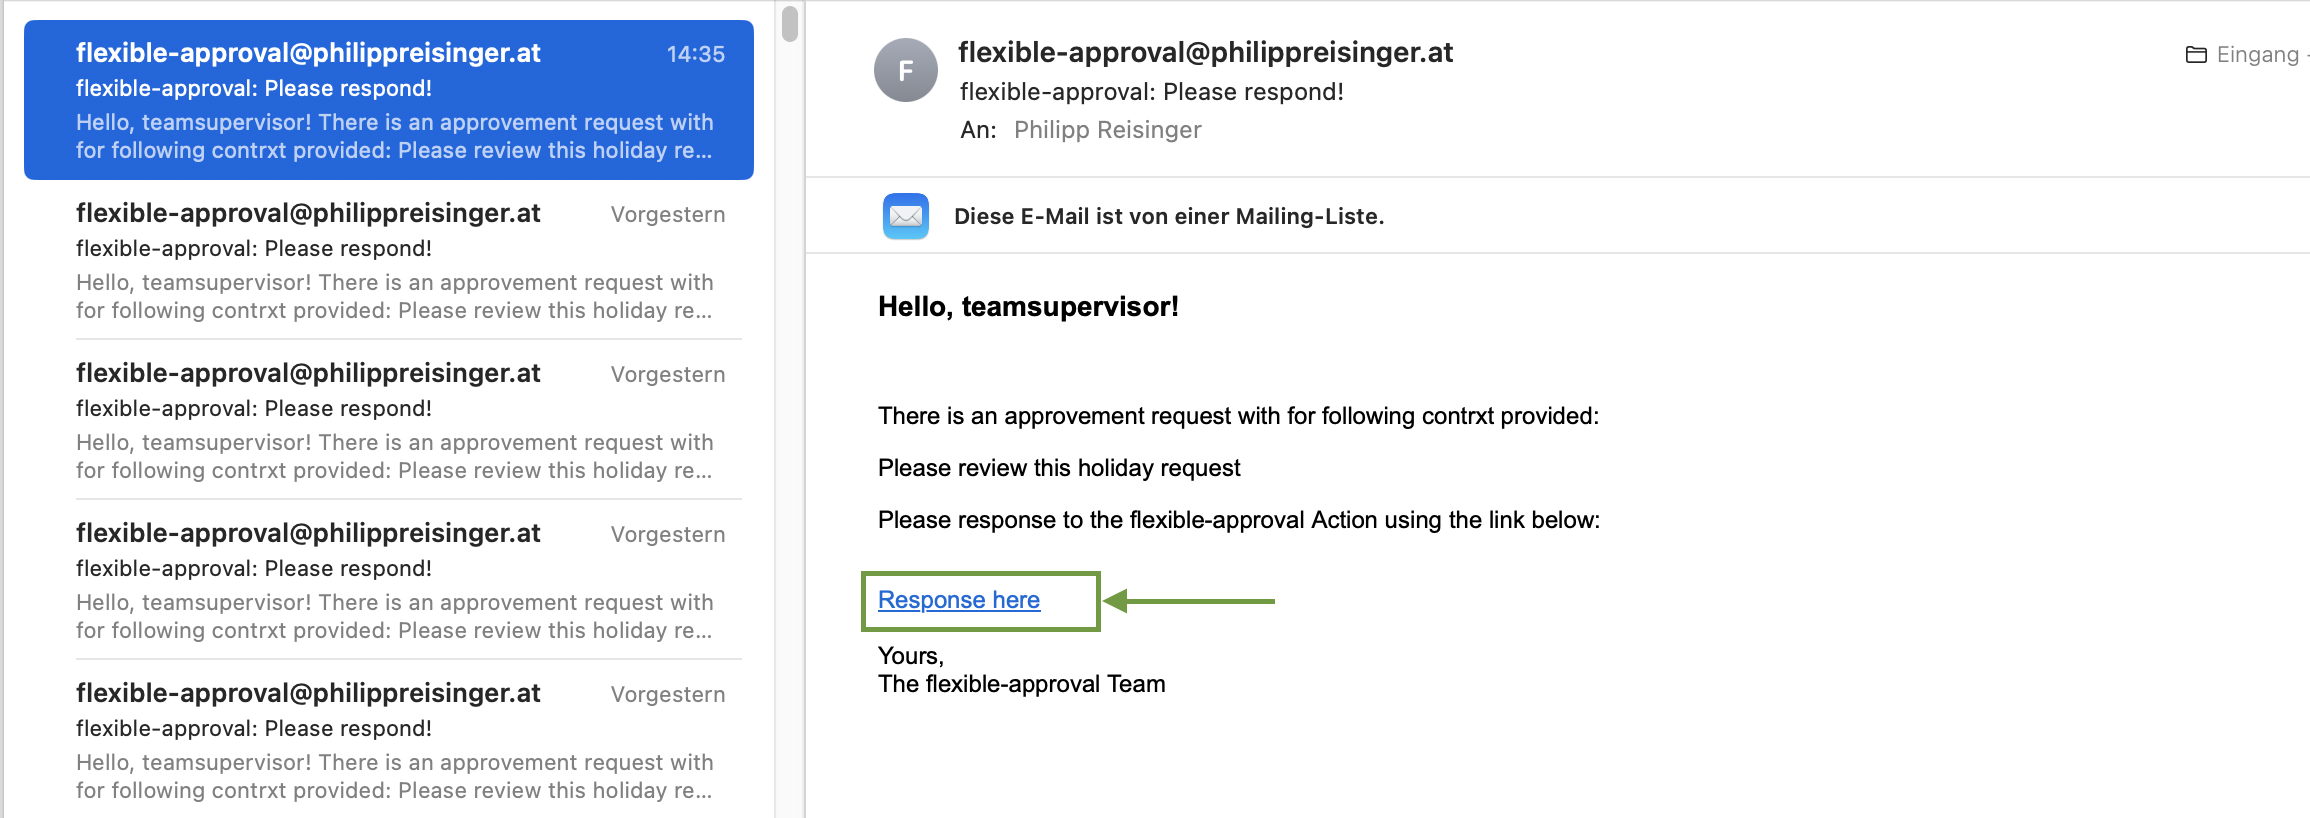 flexible-approval@philippreisinger.at 14:35
flexible-approval: Please respond!
Hello, teamsupervisor! There is an approvement request with
for following contrxt provided: Please review this holiday re...
flexible-approval@philippreisinger.at Vorgestern
flexible-approval: Please respond!
Hello, teamsupervisor! There is an approvement request with
for following contrxt provided: Please review this holiday re...
flexible-approval@philippreisinger.at Vorgestern
flexible-approval: Please respond!
Hello, teamsupervisor! There is an approvement request with
for following contrxt provided: Please review this holiday re...
flexible-approval@philippreisinger.at Vorgestern
flexible-approval: Please respond!
Hello, teamsupervisor! There is an approvement request with
for following contrxt provided: Please review this holiday re...
flexible-approval@philippreisinger.at Vorgestern
flexible-approval: Please respond!
Hello, teamsupervisor! There is an approvement request with
for following contrxt provided: Please review this holiday re...
F
flexible-approval@philippreisinger.at
Eingang -
flexible-approval: Please respond!
An: Philipp Reisinger
Diese E-Mail ist von einer Mailing-Liste.
Hello, teamsupervisor!
There is an approvement request with for following contrxt provided:
Please review this holiday request
Please response to the flexible-approval Action using the link below:
Response here
Yours,
The flexible-approval Team